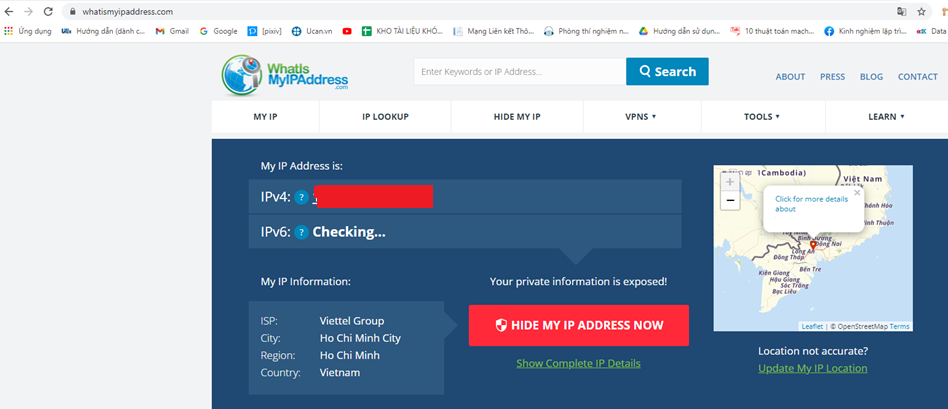 whatismyipaddress.com
Ứng dụng Hướng dẫn (dành c... Gmail Google [pixiv] Ucan.vn KHO TÀI LIỆU KHÓ... Mạng Liên kết Thô... Phòng thí nghiệm n... Hướng dẫn sử dụn... 10 thuật toán mach... Kinh nghiệm lập trì... Data
WhatIs
MyIPAddress
.com
Enter Keywords or IP Address...
Search
ABOUT PRESS BLOG CONTACT
MY IP IP LOOKUP HIDE MY IP VPNS TOOLS LEARN
My IP Address is:
IPv4: ?
IPv6: ? Checking...
My IP Information:
ISP: Viettel Group
City: Ho Chi Minh City
Region: Ho Chi Minh
Country: Vietnam
Your private information is exposed!
HIDE MY IP ADDRESS NOW
Show Complete IP Details
+
−
(Cambodia)
Việt Nam
Click for more details
about
×
Khánh Hòa
Ninh Thuận
Bình Dương
Đồng Nai
Long An
Đồng Tháp
Bến Tre
Kiên Giang
Hậu Giang
Sóc Trăng
Bạc Liêu
Leaflet | © OpenStreetMap Terms
Location not accurate?
Update My IP Location